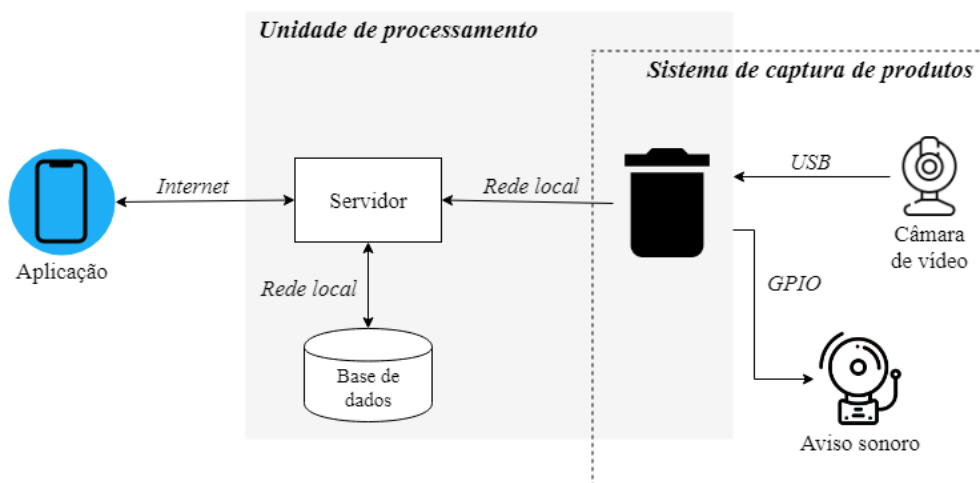 Unidade de processamento
Sistema de captura de produtos
Internet
Servidor
Rede local
USB
Aplicação
Câmara
de vídeo
Rede local
GPIO
Base de
dados
Aviso sonoro